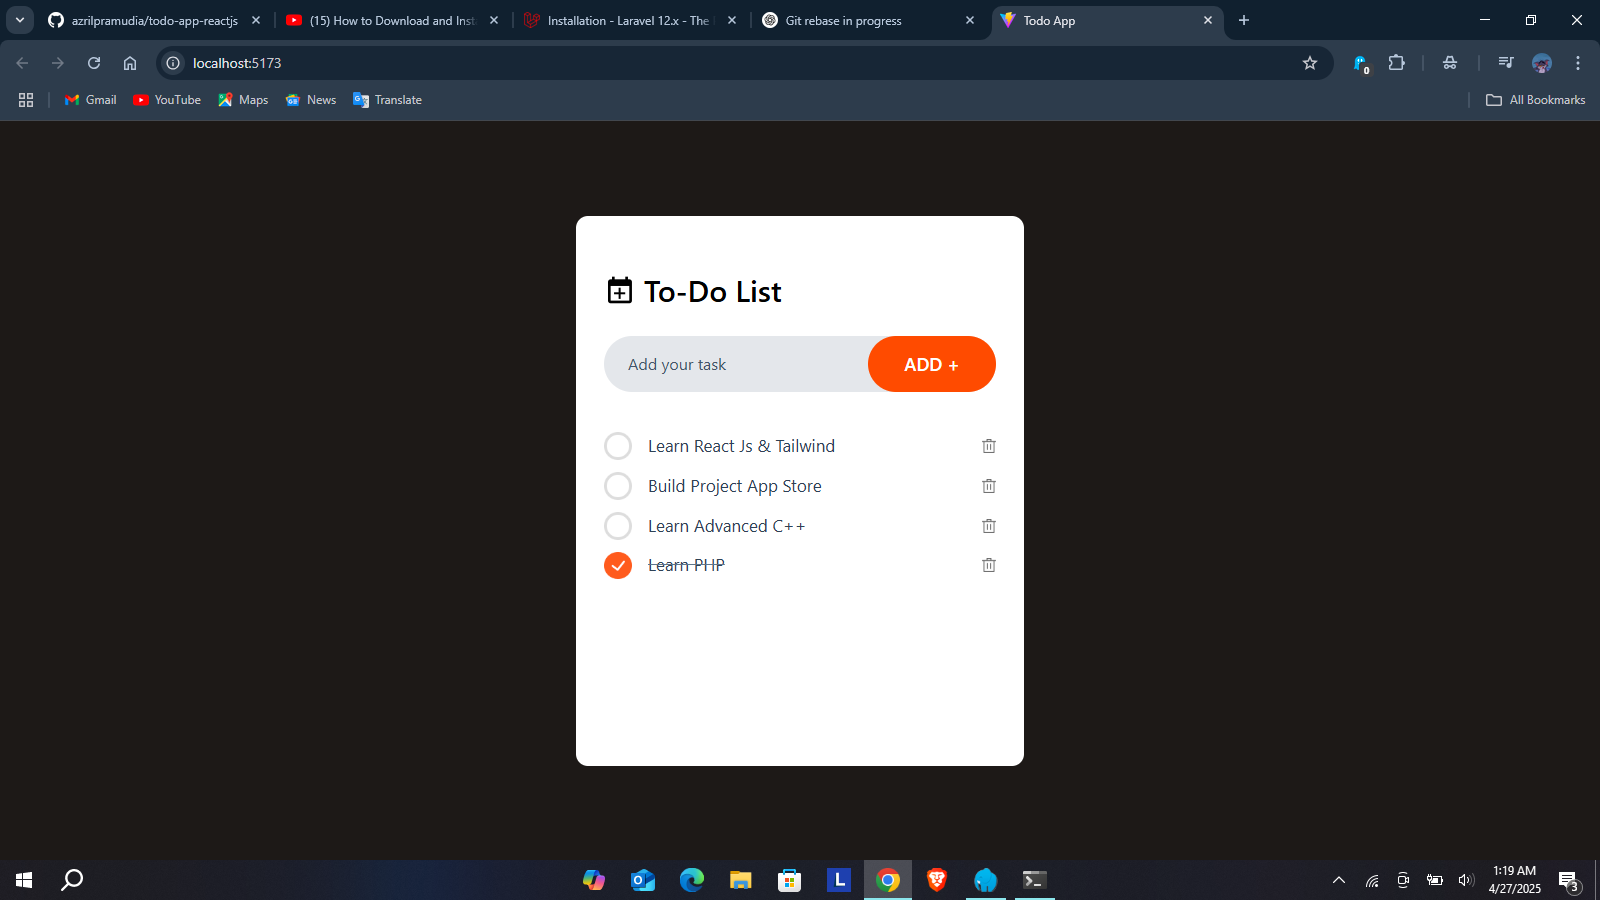 azrilpramudia/todo-app-reactjs
(15) How to Download and Inst
Installation - Laravel 12.x - The
Git rebase in progress
Todo App
localhost:5173
0
Gmail
YouTube
Maps
News
Translate
All Bookmarks
To-Do List
Add your task
ADD +
Learn React Js & Tailwind
Build Project App Store
Learn Advanced C++
Learn PHP
L
1:19 AM
4/27/2025
3